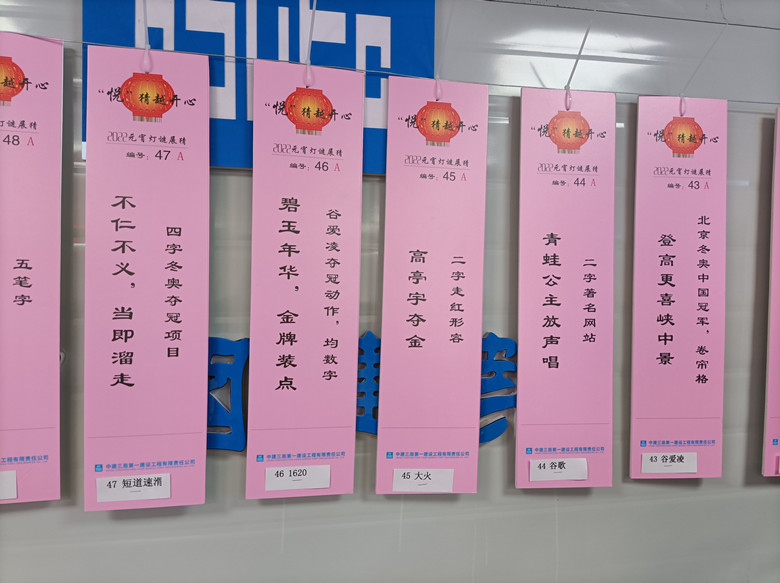 灯谜展猜
48 A
五笔字
"悦"猜越开心
2022元宵灯谜展猜
编号：47 A
不仁不义，当即溜走
四字冬奥夺冠项目
中建三局第一建设工程有限责任公司
47 短道速滑
"悦"猜越开心
2022元宵灯谜展猜
编号：46 A
谷爱凌夺冠动作，均数字
碧玉年华，金牌装点
中建三局第一建设工程有限责任公司
46 1620
"悦"猜越开心
2022元宵灯谜展猜
编号：45 A
二字走红形容
高亭宇夺金
中建三局第一建设工程有限责任公司
45 大火
"悦"猜越开心
2022元宵灯谜展猜
编号：44 A
二字著名网站
青蛙公主放声唱
中建三局第一建设工程有限责任公司
44 谷歌
"悦"猜越开心
2022元宵灯谜展猜
编号：43 A
北京冬奥中国冠军，卷帘格
登高更喜峡中景
中建三局第一建设工程有限责任公司
43 谷爱凌